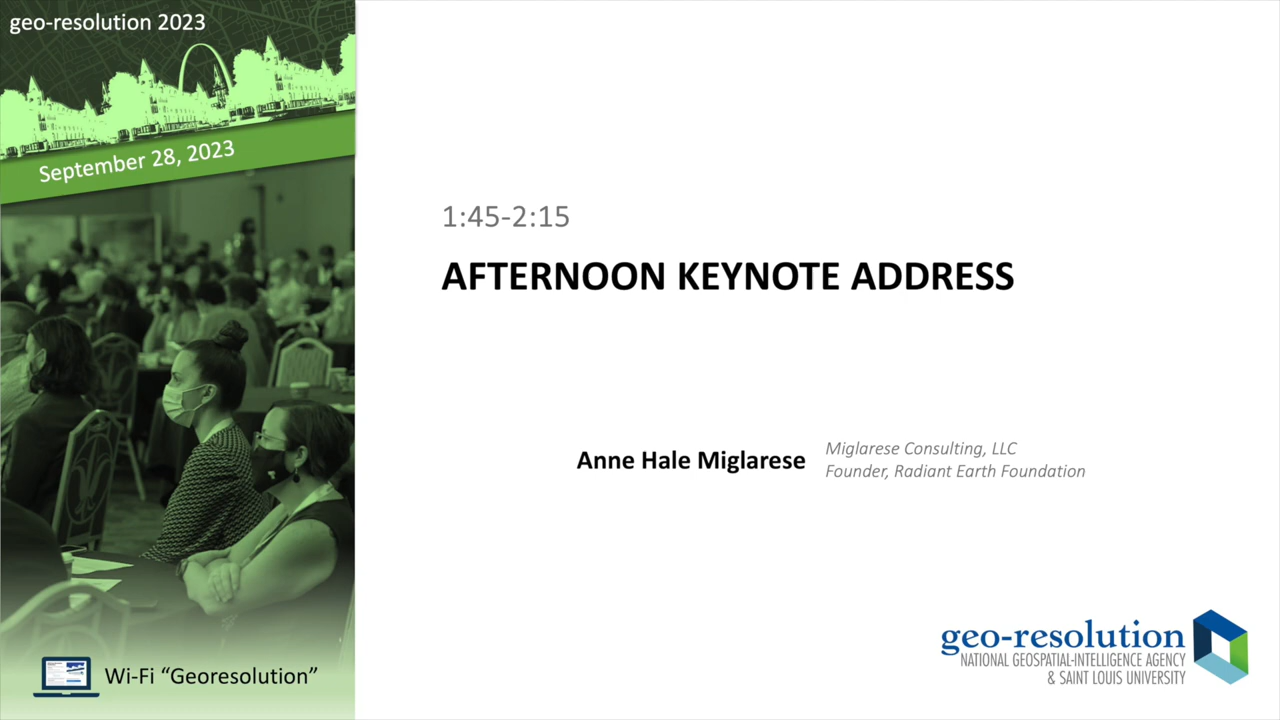 geo-resolution 2023
September 28, 2023
1:45-2:15
AFTERNOON KEYNOTE ADDRESS
Anne Hale Miglarese
Miglarese Consulting, LLC
Founder, Radiant Earth Foundation
Wi-Fi “Georesolution”
geo-resolution
NATIONAL GEOSPATIAL-INTELLIGENCE AGENCY
& SAINT LOUIS UNIVERSITY